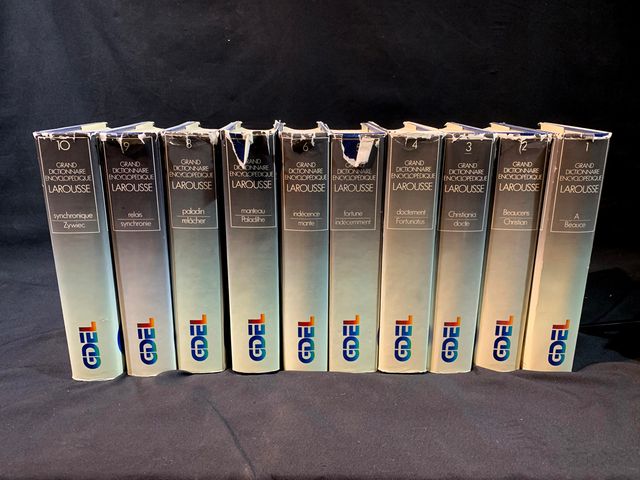 10
GRAND
DICTIONNAIRE
ENCYCLOPÉDIQUE
LAROUSSE
synchronique
Zywiec
GDEL
9
GRAND
DICTIONNAIRE
ENCYCLOPÉDIQUE
LAROUSSE
relais
synchronie
GDEL
8
GRAND
DICTIONNAIRE
ENCYCLOPÉDIQUE
LAROUSSE
paladin
relâcher
GDEL
GRAND
DICTIONNAIRE
ENCYCLOPÉDIQUE
LAROUSSE
manteau
Paladilhe
GDEL
6
GRAND
DICTIONNAIRE
ENCYCLOPÉDIQUE
LAROUSSE
indécence
mante
GDEL
GRAND
DICTIONNAIRE
ENCYCLOPÉDIQUE
LAROUSSE
fortune
indécemment
GDEL
4
GRAND
DICTIONNAIRE
ENCYCLOPÉDIQUE
LAROUSSE
doctement
Fortunatus
GDEL
3
GRAND
DICTIONNAIRE
ENCYCLOPÉDIQUE
LAROUSSE
Christiania
docte
GDEL
2
GRAND
DICTIONNAIRE
ENCYCLOPÉDIQUE
LAROUSSE
Beaucens
Christian
GDEL
1
GRAND
DICTIONNAIRE
ENCYCLOPÉDIQUE
LAROUSSE
A
Beauce
GDEL